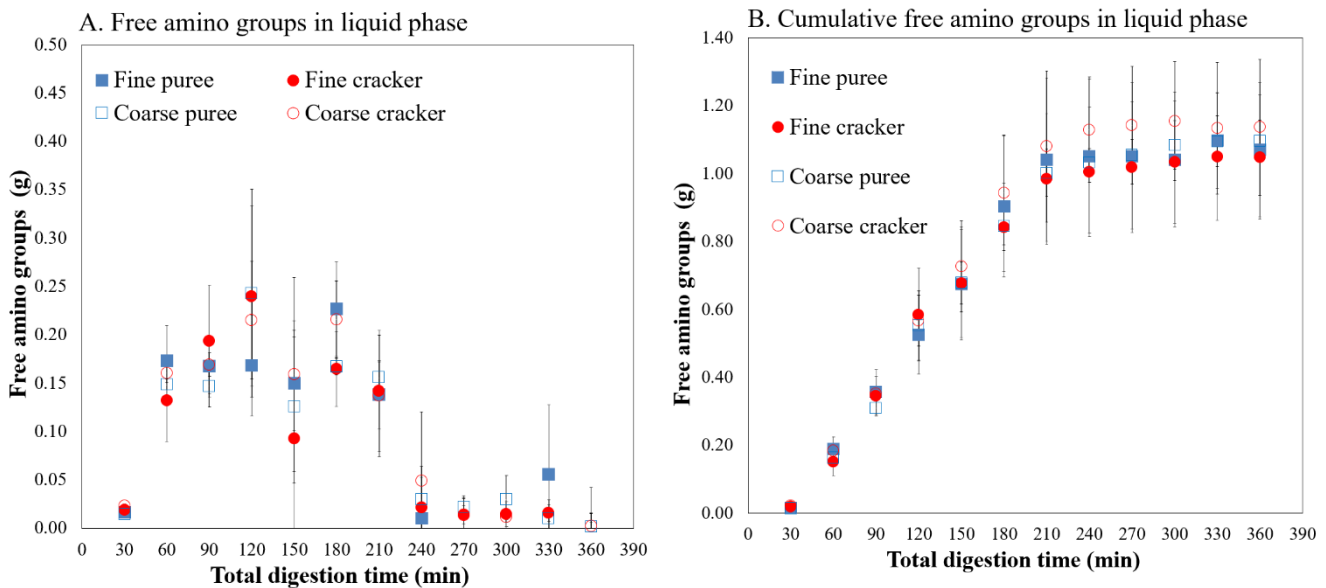 A. Free amino groups in liquid phase
0.50
0.45
0.40
0.35
0.30
0.25
0.20
0.15
0.10
0.05
0.00
Free amino groups (g)
Fine puree
Fine cracker
Coarse puree
Coarse cracker
0 30 60 90 120 150 180 210 240 270 300 330 360 390
Total digestion time (min)
B. Cumulative free amino groups in liquid phase
1.40
1.20
1.00
0.80
0.60
0.40
0.20
0.00
Free amino groups (g)
Fine puree
Fine cracker
Coarse puree
Coarse cracker
0 30 60 90 120 150 180 210 240 270 300 330 360 390
Total digestion time (min)